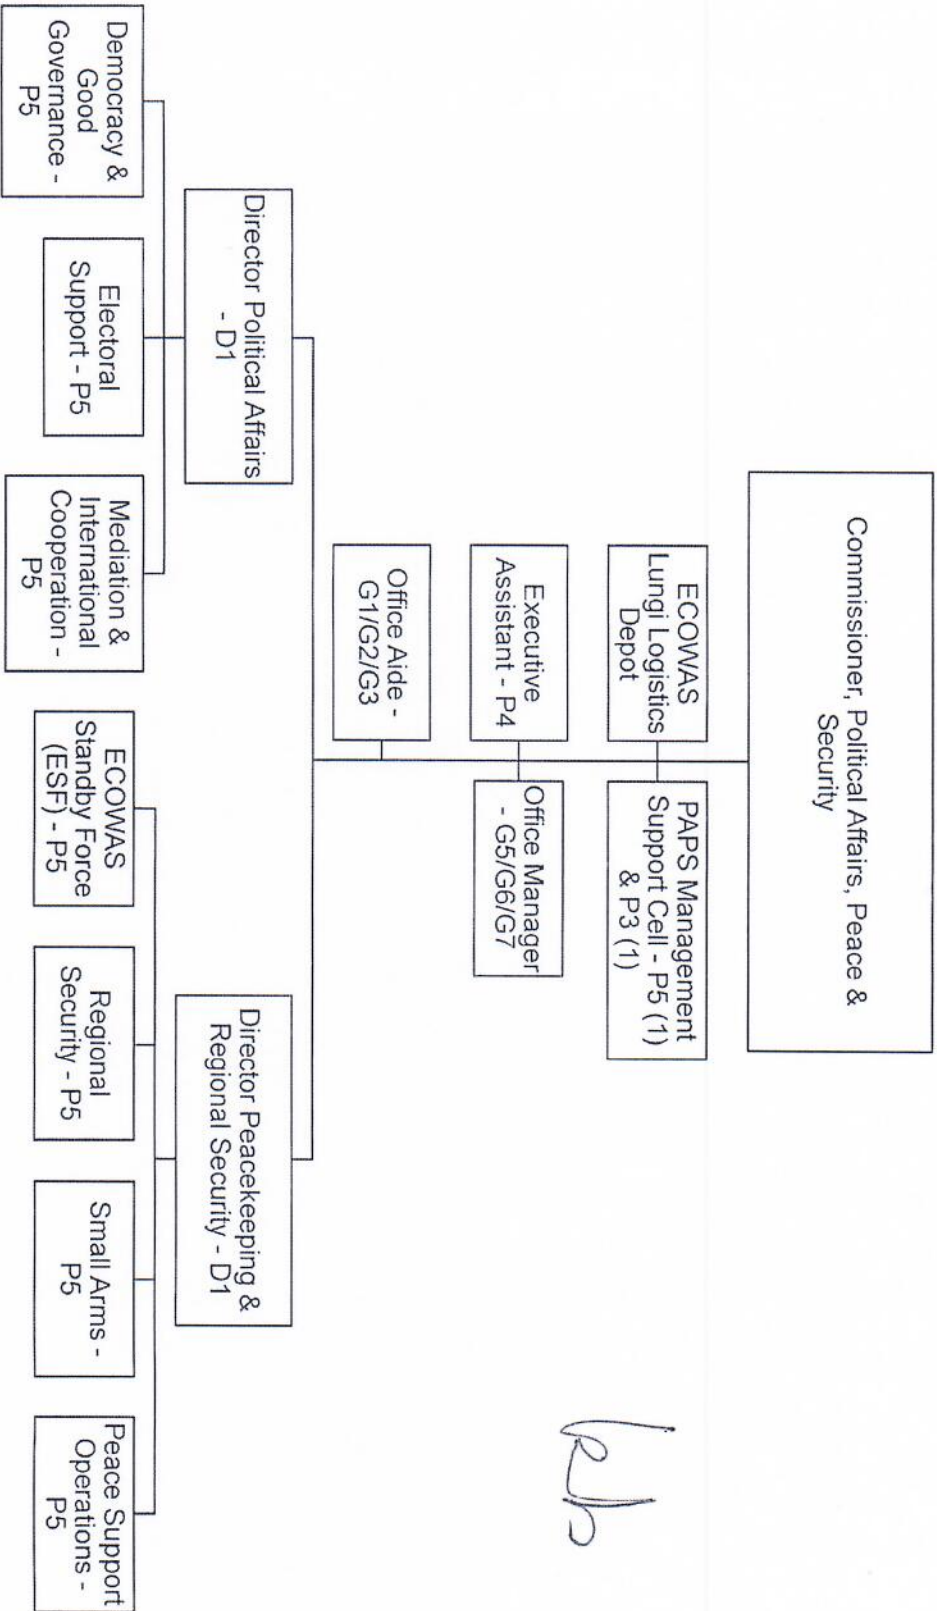 Commissioner, Political Affairs, Peace &
Security
ECOWAS
Lungi Logistics
Depot
PAPS Management
Support Cell - P5 (1)
& P3 (1)
Executive
Assistant - P4
Office Manager
- G5/G6/G7
Office Aide -
G1/G2/G3
Director Political Affairs
- D1
Director Peacekeeping &
Regional Security - D1
Democracy &
Good
Governance -
P5
Electoral
Support - P5
Mediation &
International
Cooperation -
P5
ECOWAS
Standby Force
(ESF) - P5
Regional
Security - P5
Small Arms -
P5
Peace Support
Operations -
P5